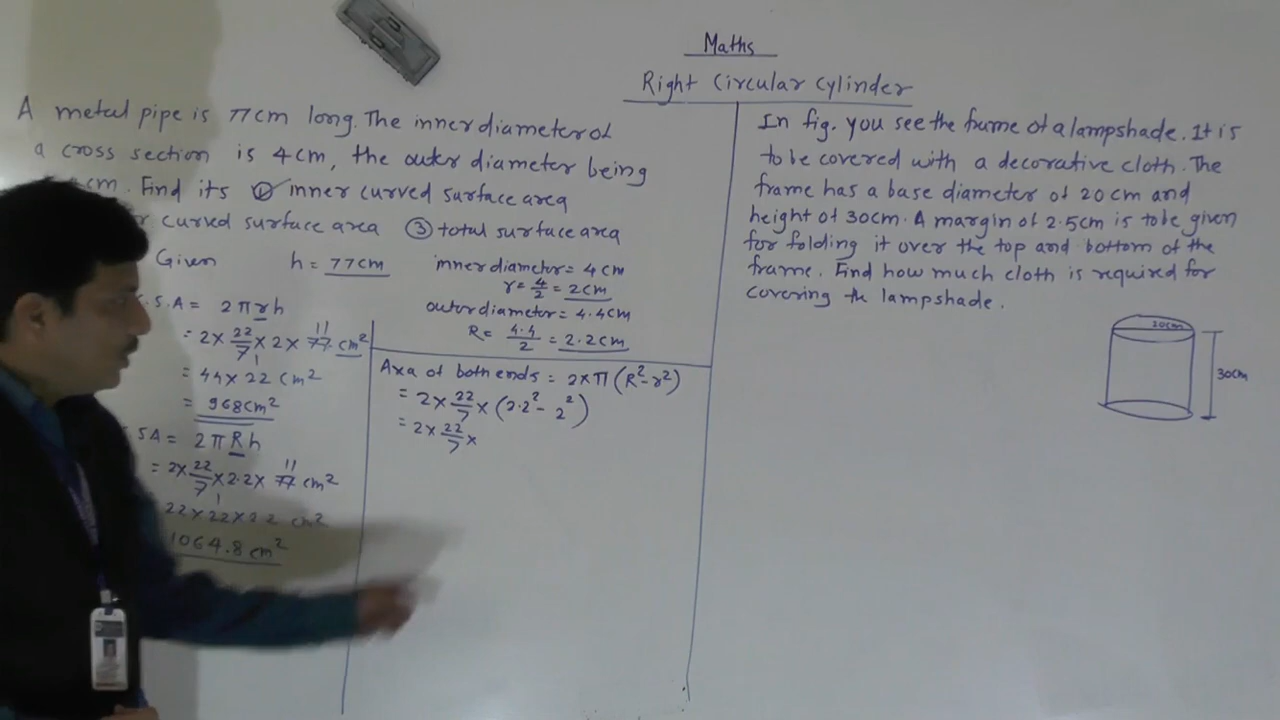 Maths
Right Circular Cylinder
A metal pipe is 77cm long. The inner diameter of
a cross section is 4cm, the outer diameter being
cm. Find its ① inner curved surface area
r curved surface area ③ total surface area
Given h = 77cm
inner diameter = 4cm
r = 4/2 = 2cm
outer diameter = 4.4cm
R = 4.4/2 = 2.2cm
.S.A = 2πrh
= 2 × 22/7 × 2 × 77 cm²
11
1
= 44 × 22 cm²
= 968cm²
SA = 2πRh
= 2 × 22/7 × 2.2 × 77 cm²
11
1
22 × 22 × 2.2 cm²
1064.8 cm²
Axa of both ends = 2×π(R²-r²)
= 2 × 22/7 × (2.2² - 2²)
= 2 × 22/7 ×
In fig. you see the frame of a lampshade. It is
to be covered with a decorative cloth. The
frame has a base diameter of 20cm and
height of 30cm. A margin of 2.5cm is to be given
for folding it over the top and bottom of the
frame. Find how much cloth is required for
covering the lampshade.
20cm
30cm